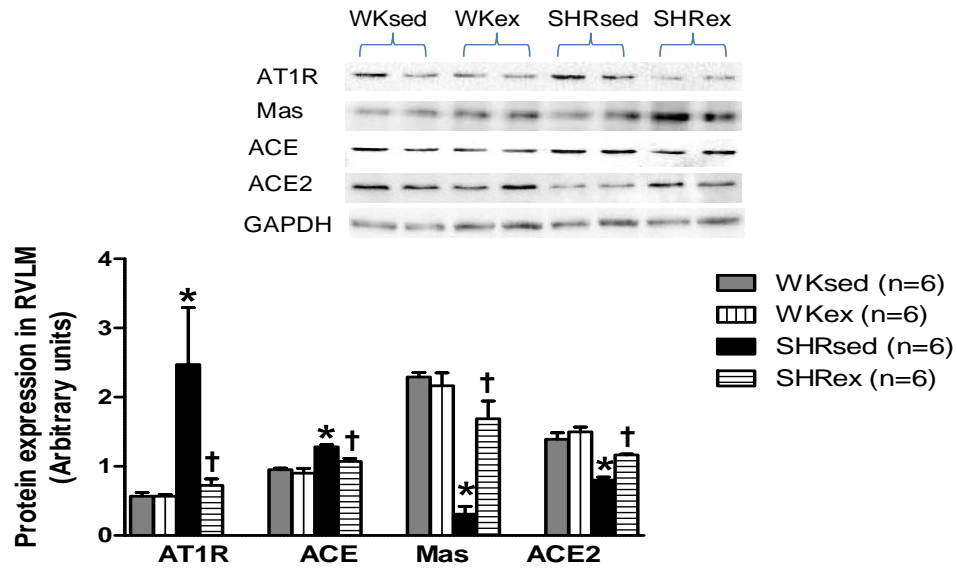 WKsed WKex SHRsed SHRex
AT1R
Mas
ACE
ACE2
GAPDH
Protein expression in RVLM
(Arbitrary units)
4
3
2
1
0
* † * † * † * †
AT1R ACE Mas ACE2
WKsed (n=6)
WKex (n=6)
SHRsed (n=6)
SHRex (n=6)